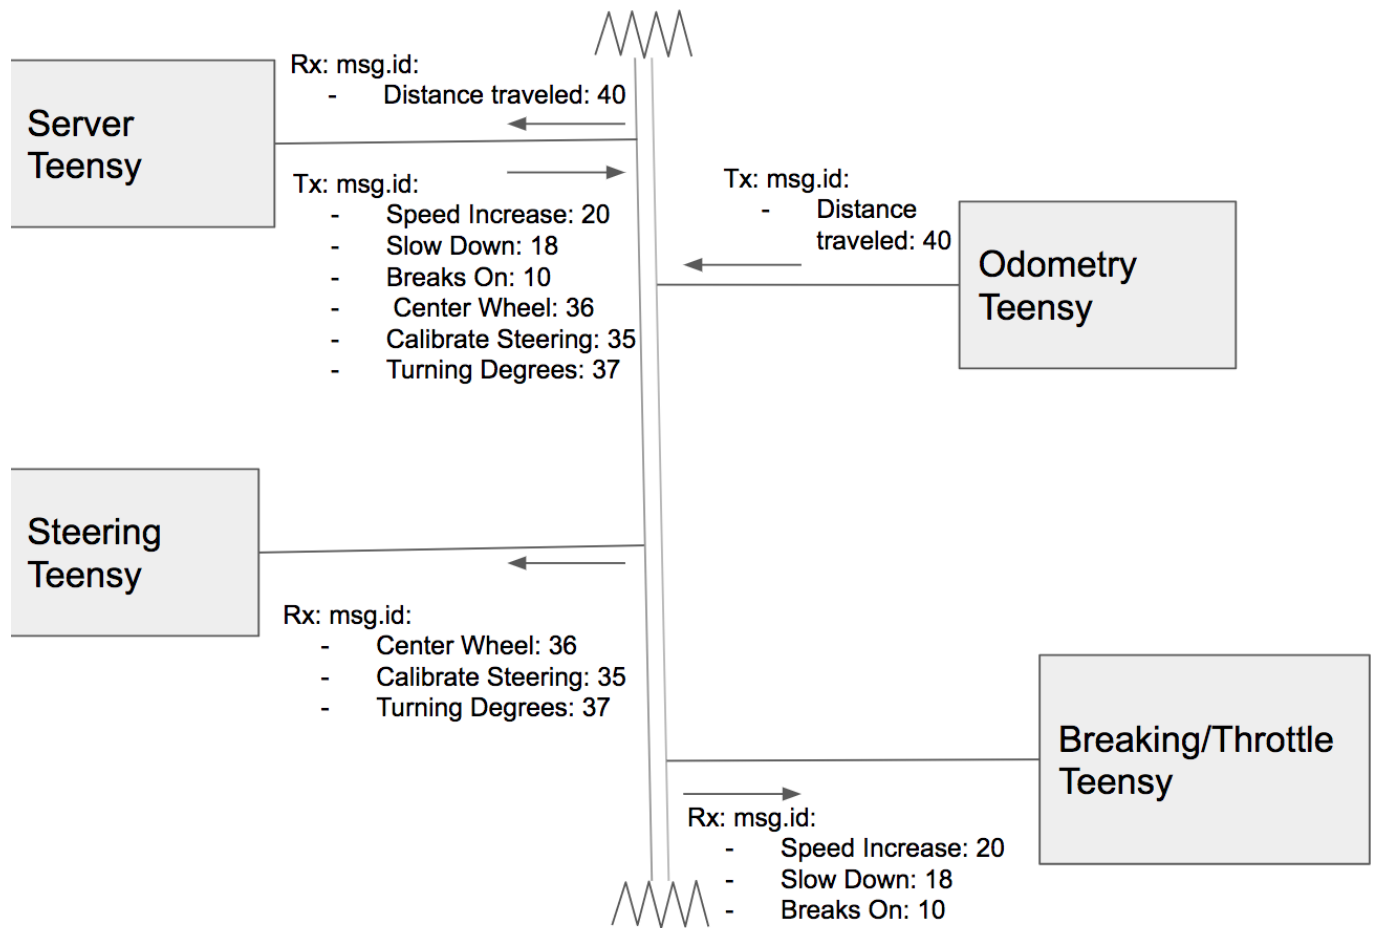 Rx: msg.id:
- Distance traveled: 40
Server
Teensy
Tx: msg.id:
- Speed Increase: 20
- Slow Down: 18
- Breaks On: 10
- Center Wheel: 36
- Calibrate Steering: 35
- Turning Degrees: 37
Tx: msg.id:
- Distance
traveled: 40
Odometry
Teensy
Steering
Teensy
Rx: msg.id:
- Center Wheel: 36
- Calibrate Steering: 35
- Turning Degrees: 37
Breaking/Throttle
Teensy
Rx: msg.id:
- Speed Increase: 20
- Slow Down: 18
- Breaks On: 10